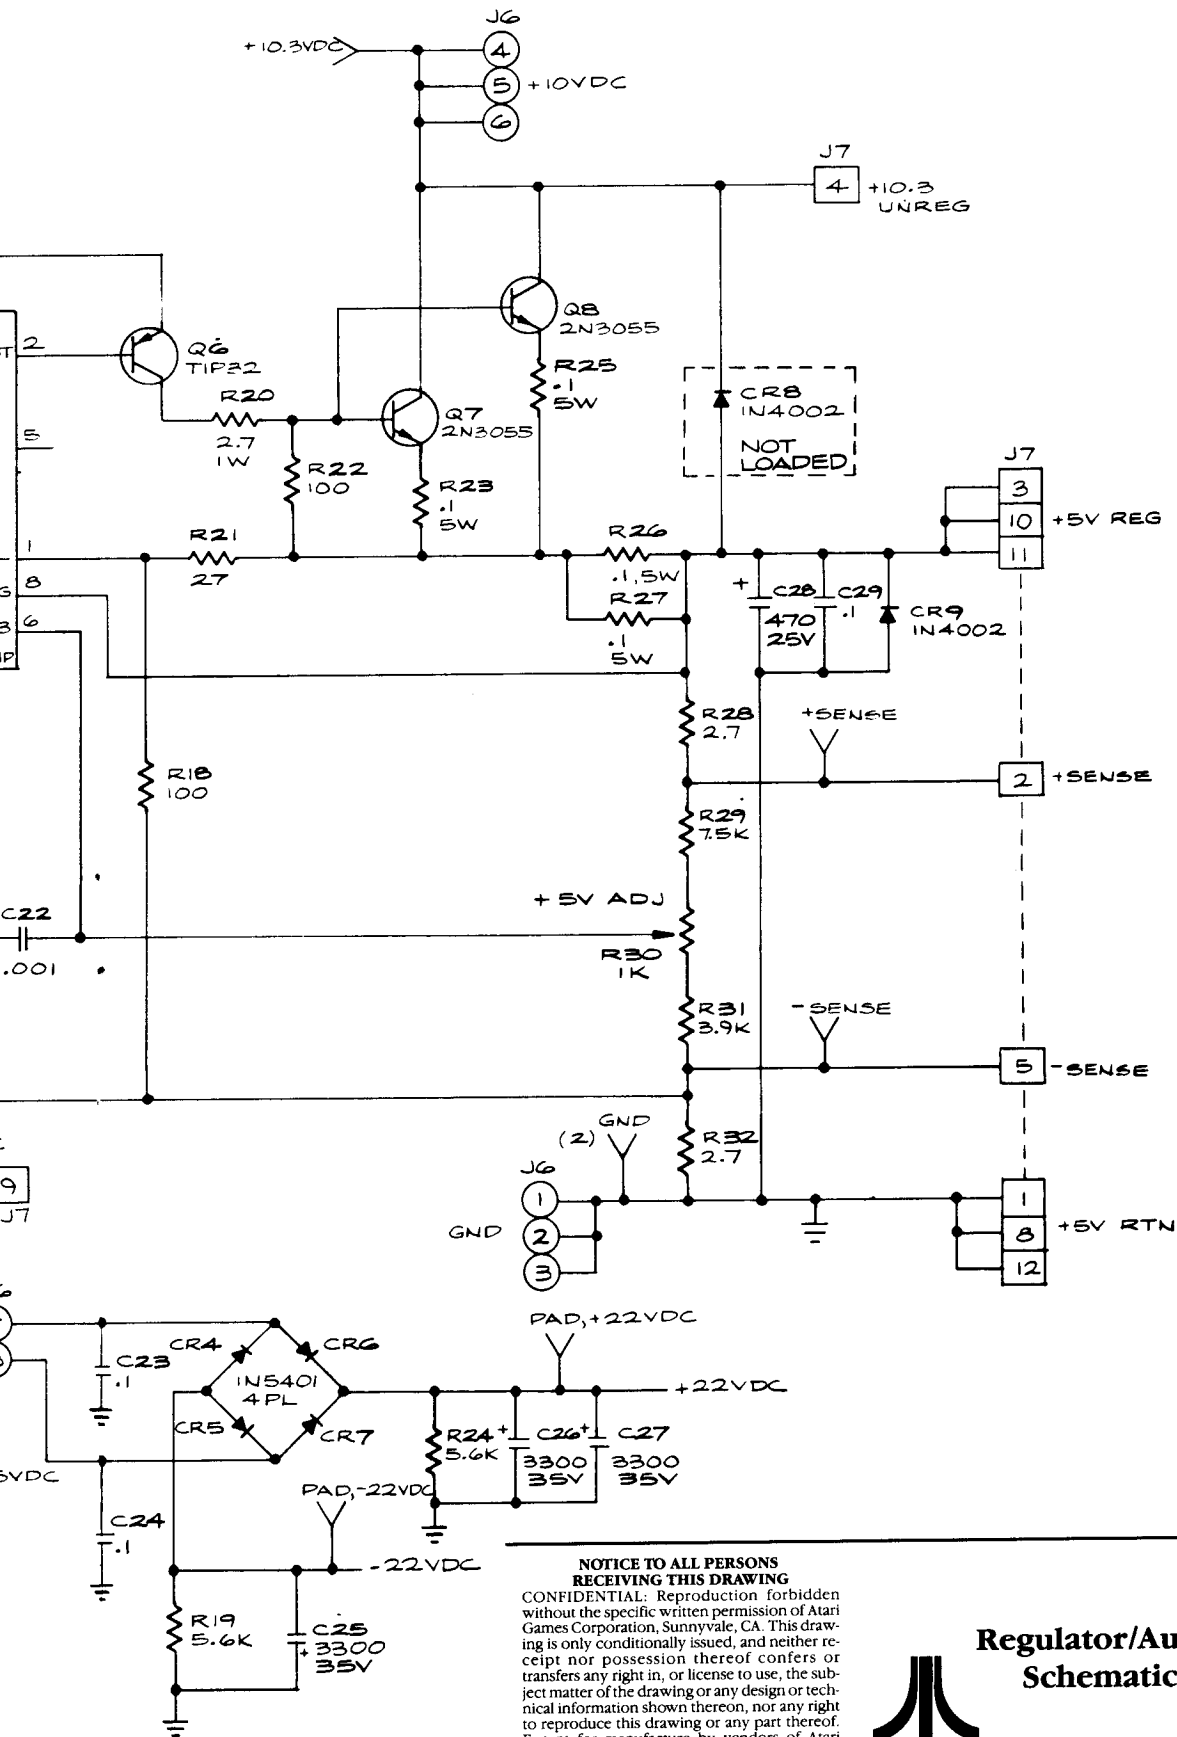 J6
+10.3VDC
4
5
+10VDC
6
J7
4
+10.3
UNREG
Q8
2N3055
2
Q6
TIP32
R25
.1
5W
R20
2.7
1W
Q7
2N3055
CR8
1N4002
NOT
LOADED
5
R22
100
R23
.1
5W
J7
3
10
+5V REG
11
1
R21
27
R26
.1,5W
R27
.1
5W
+
C28
470
25V
C29
.1
CR9
1N4002
8
6
R28
2.7
+SENSE
R18
100
2
+SENSE
R29
7.5K
+5V ADJ
C22
.001
R30
1K
R31
3.9K
-SENSE
5
-SENSE
GND
(2)
R32
2.7
9
J7
J6
1
GND
2
3
1
8
+5V RTN
12
PAD,+22VDC
CR4
CR6
C23
.1
1N5401
4PL
+22VDC
CR5
CR7
R24
5.6K
+
C26
3300
35V
+
C27
3300
35V
PAD,-22VDC
C24
.1
-22VDC
R19
5.6K
C25
+ 3300
35V
NOTICE TO ALL PERSONS
RECEIVING THIS DRAWING
CONFIDENTIAL: Reproduction forbidden
without the specific written permission of Atari
Games Corporation, Sunnyvale, CA. This draw-
ing is only conditionally issued, and neither re-
ceipt nor possession thereof confers or
transfers any right in, or license to use, the sub-
ject matter of the drawing or any design or tech-
nical information shown thereon, nor any right
to reproduce this drawing or any part thereof.
Regulator/Au
Schematic